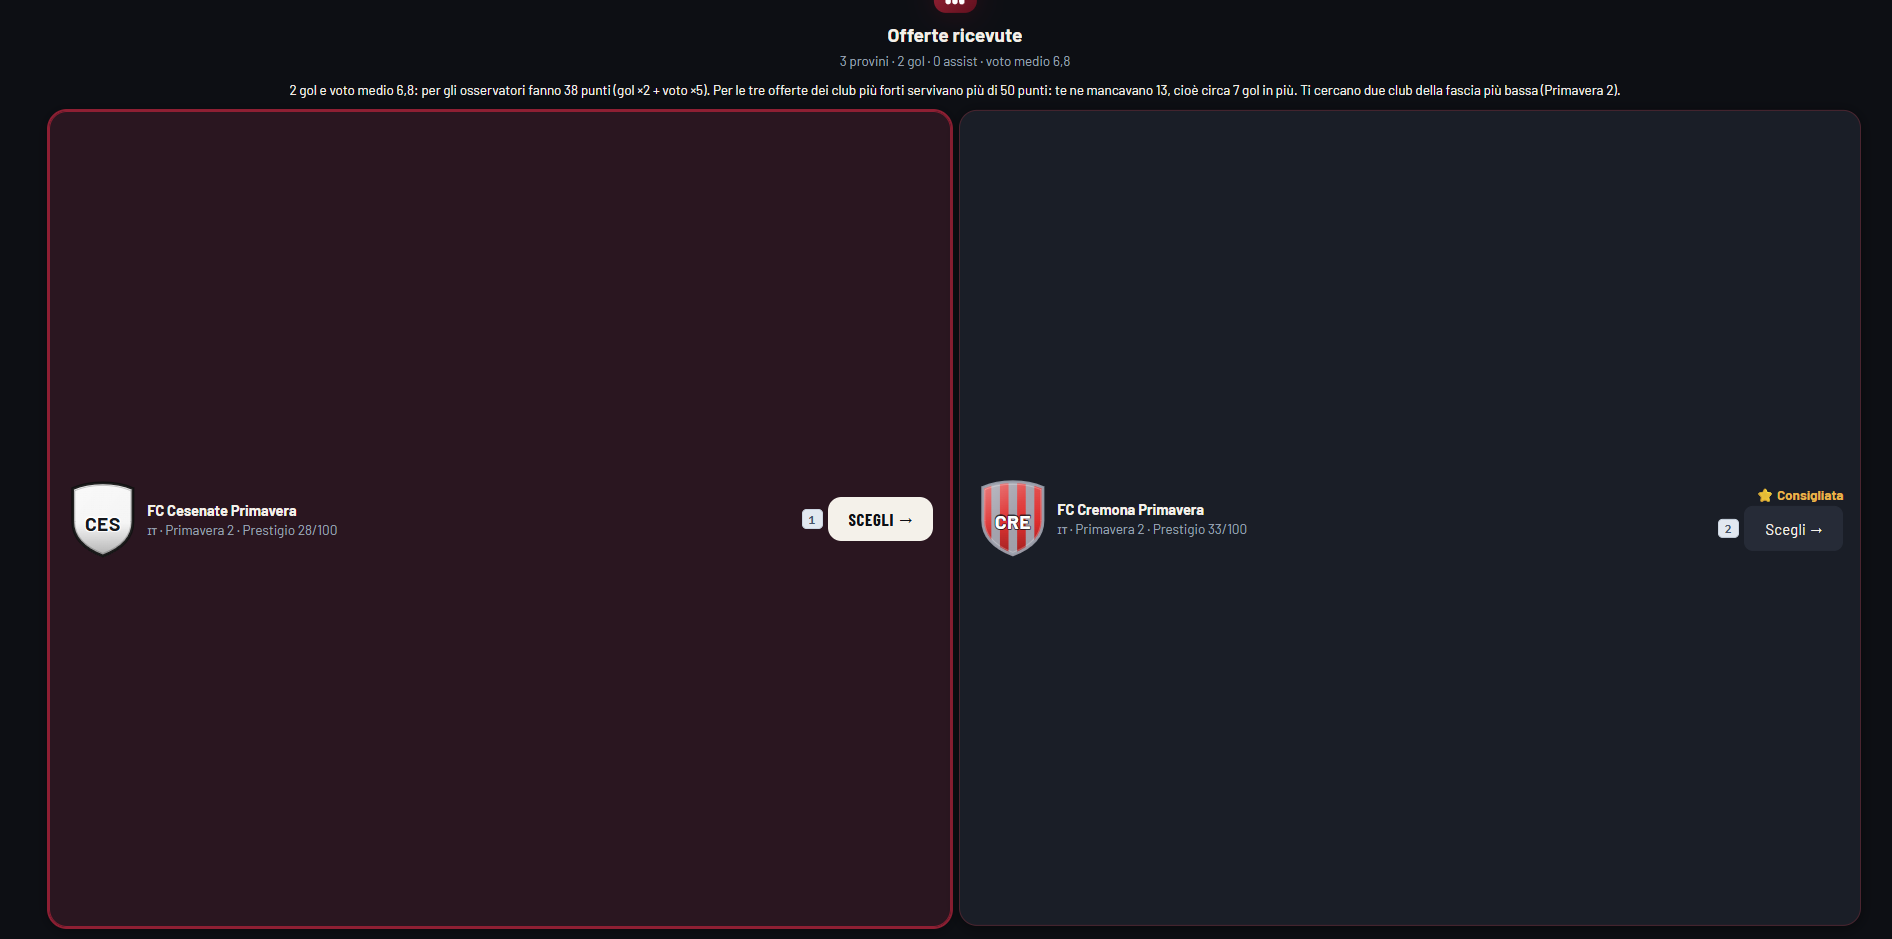 Offerte ricevute
3 provini · 2 gol · 0 assist · voto medio 6,8
2 gol e voto medio 6,8: per gli osservatori fanno 38 punti (gol ×2 + voto ×5). Per le tre offerte dei club più forti servivano più di 50 punti: te ne mancavano 13, cioè circa 7 gol in più. Ti cercano due club della fascia più bassa (Primavera 2).
CES
FC Cesenate Primavera
IT · Primavera 2 · Prestigio 28/100
1
SCEGLI →
CRE
FC Cremona Primavera
IT · Primavera 2 · Prestigio 33/100
Consigliata
2
Scegli →